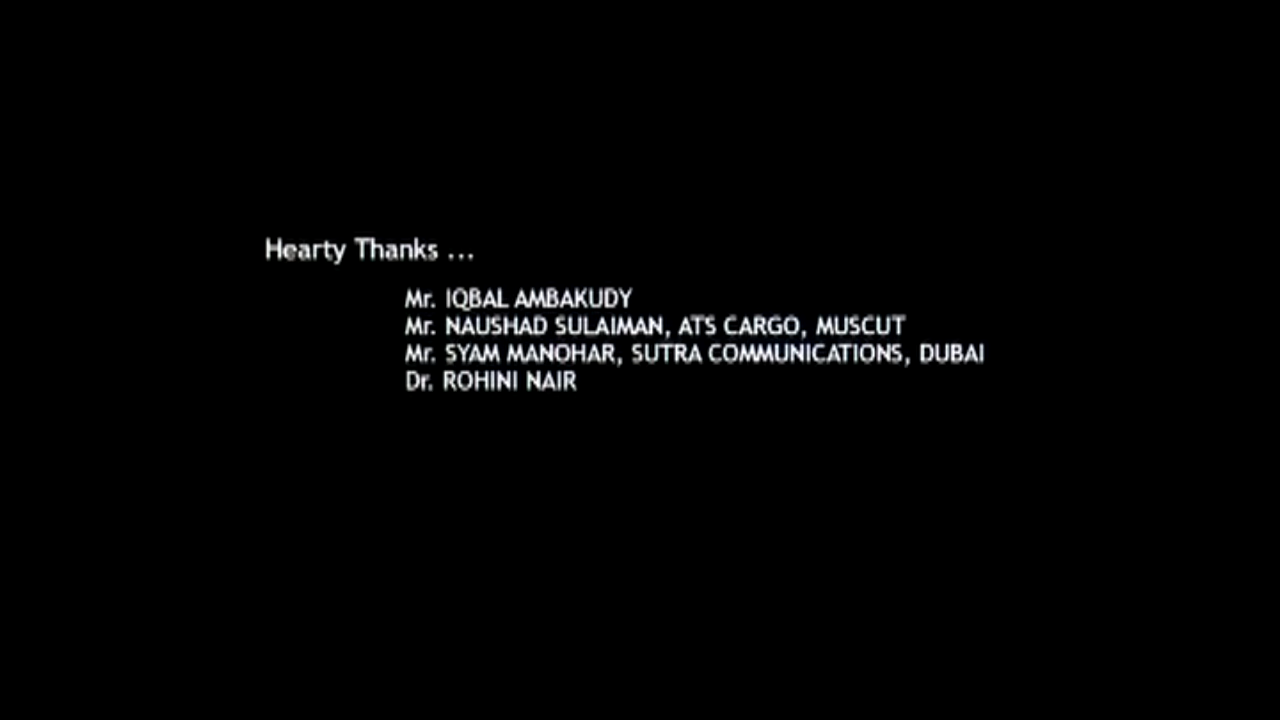 Hearty Thanks ...
Mr. IQBAL AMBAKUDY
Mr. NAUSHAD SULAIMAN, ATS CARGO, MUSCUT
Mr. SYAM MANOHAR, SUTRA COMMUNICATIONS, DUBAI
Dr. ROHINI NAIR